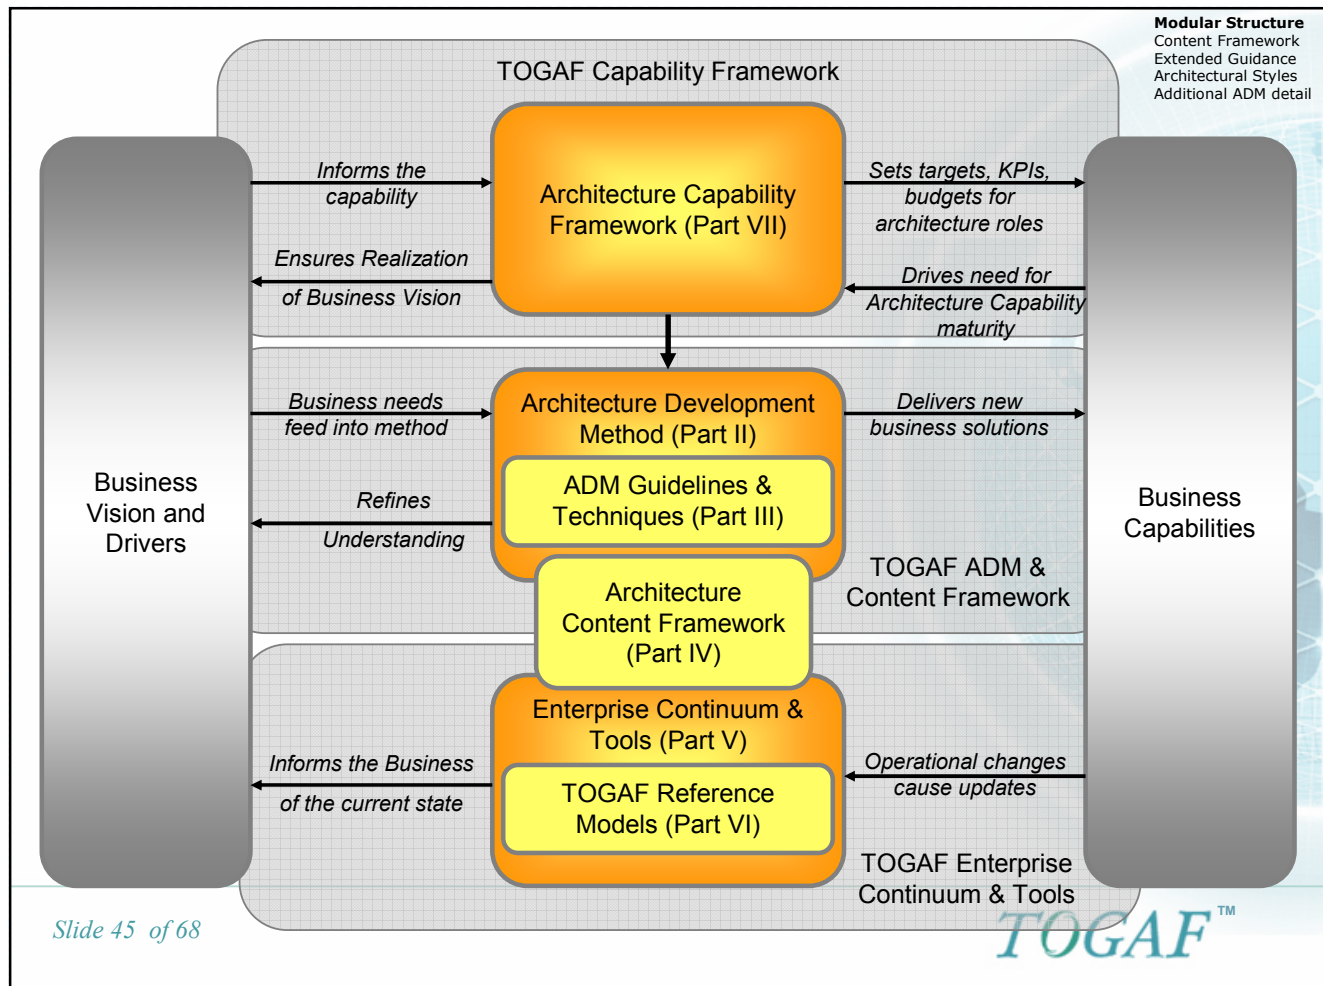 Modular Structure
Content Framework
Extended Guidance
Architectural Styles
Additional ADM detail
TOGAF Capability Framework
Informs the
capability
Architecture Capability
Framework (Part VII)
Sets targets, KPIs,
budgets for
architecture roles
Ensures Realization
of Business Vision
Drives need for
Architecture Capability
maturity
Business needs
feed into method
Architecture Development
Method (Part II)
Delivers new
business solutions
Business
Vision and
Drivers
Refines
Understanding
ADM Guidelines &
Techniques (Part III)
Business
Capabilities
TOGAF ADM &
Content Framework
Architecture
Content Framework
(Part IV)
Enterprise Continuum &
Tools (Part V)
Informs the Business
of the current state
TOGAF Reference
Models (Part VI)
Operational changes
cause updates
TOGAF Enterprise
Continuum & Tools
Slide 45 of 68
TOGAF™